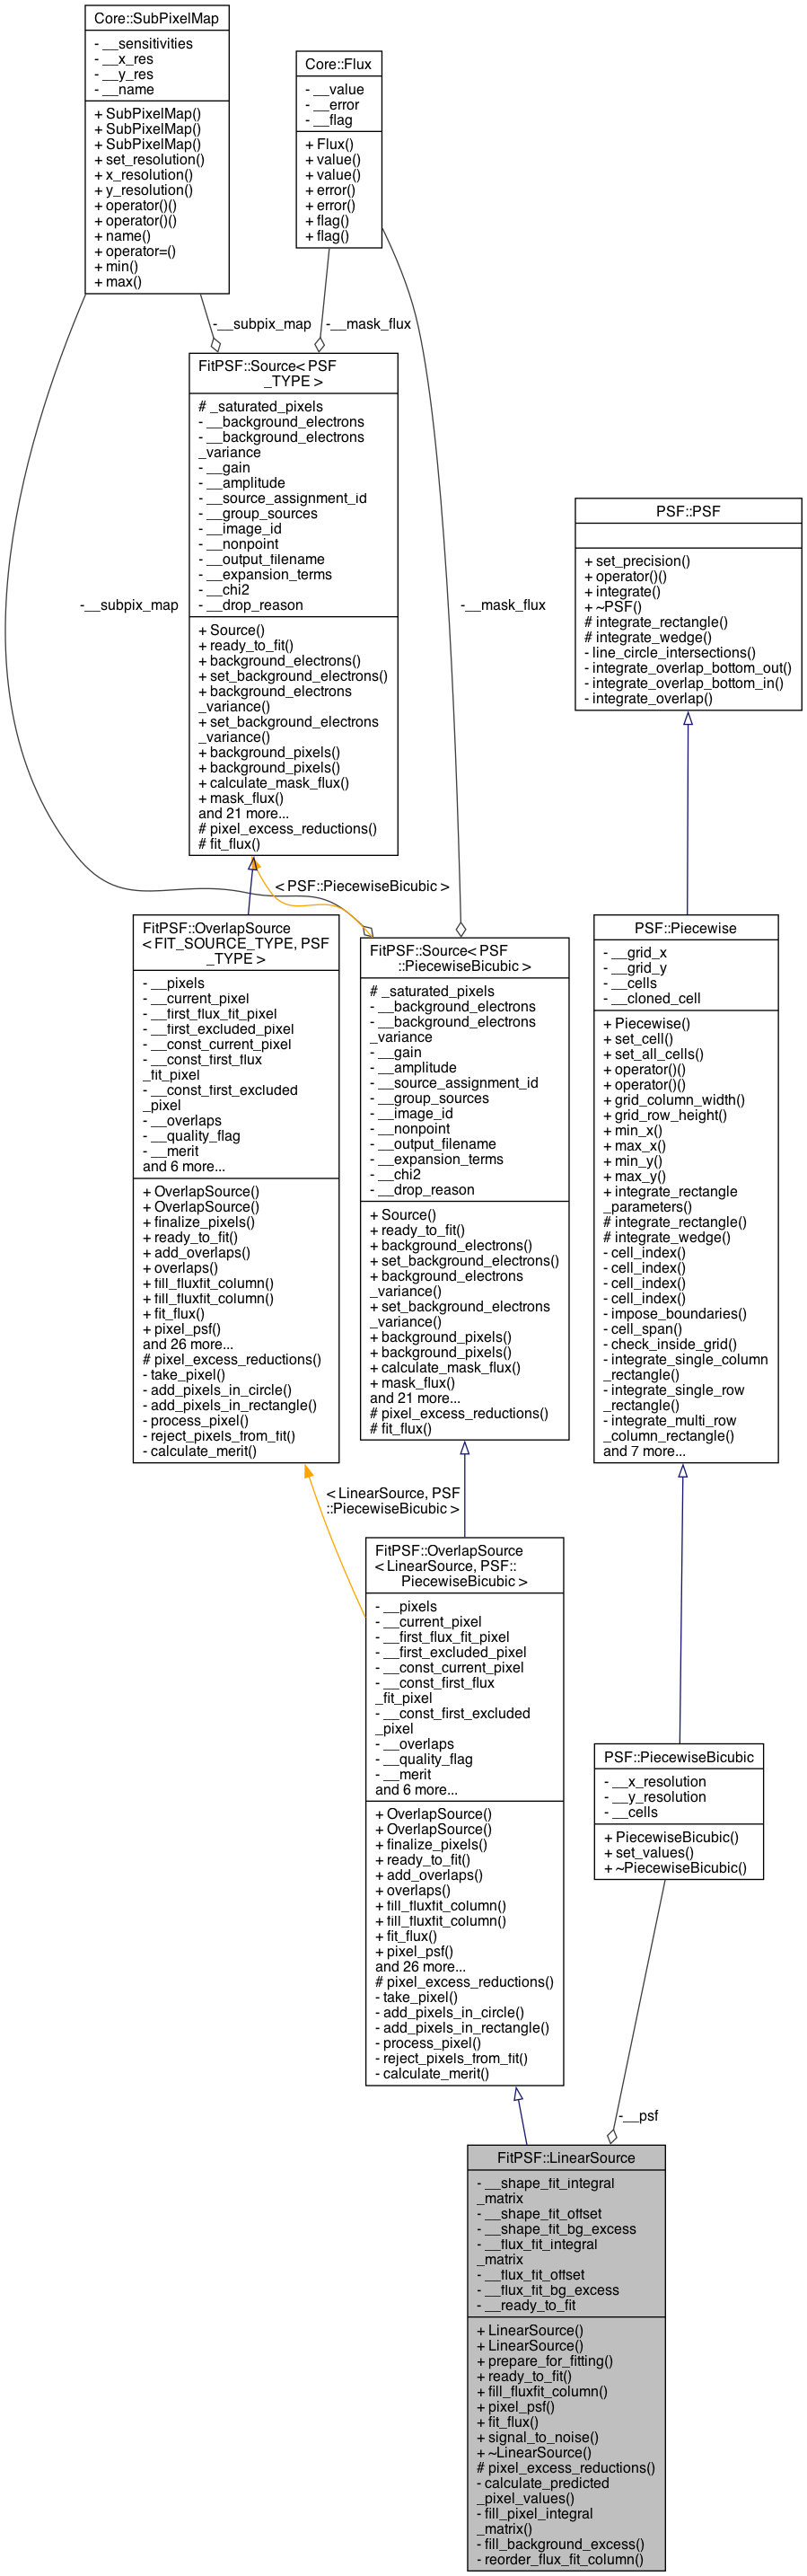 Core::SubPixelMap
- __sensitivities
- __x_res
- __y_res
- __name
+ SubPixelMap()
+ SubPixelMap()
+ SubPixelMap()
+ set_resolution()
+ x_resolution()
+ y_resolution()
+ operator()()
+ operator()()
+ name()
+ operator=()
+ min()
+ max()
Core::Flux
- __value
- __error
- __flag
+ Flux()
+ value()
+ value()
+ error()
+ error()
+ flag()
+ flag()
-__subpix_map
-__mask_flux
FitPSF::Source< PSF
_TYPE >
# _saturated_pixels
- __background_electrons
- __background_electrons
_variance
- __gain
- __amplitude
- __source_assignment_id
- __group_sources
- __image_id
- __nonpoint
- __output_filename
- __expansion_terms
- __chi2
- __drop_reason
+ Source()
+ ready_to_fit()
+ background_electrons()
+ set_background_electrons()
+ background_electrons
_variance()
+ set_background_electrons
_variance()
+ background_pixels()
+ background_pixels()
+ calculate_mask_flux()
+ mask_flux()
and 21 more...
# pixel_excess_reductions()
# fit_flux()
-__subpix_map
-__mask_flux
PSF::PSF
+ set_precision()
+ operator()()
+ integrate()
+ ~PSF()
# integrate_rectangle()
# integrate_wedge()
- line_circle_intersections()
- integrate_overlap_bottom_out()
- integrate_overlap_bottom_in()
- integrate_overlap()
< PSF::PiecewiseBicubic >
FitPSF::OverlapSource
< FIT_SOURCE_TYPE, PSF
_TYPE >
- __pixels
- __current_pixel
- __first_flux_fit_pixel
- __first_excluded_pixel
- __const_current_pixel
- __const_first_flux
_fit_pixel
- __const_first_excluded
_pixel
- __overlaps
- __quality_flag
- __merit
and 6 more...
+ OverlapSource()
+ OverlapSource()
+ finalize_pixels()
+ ready_to_fit()
+ add_overlaps()
+ overlaps()
+ fill_fluxfit_column()
+ fill_fluxfit_column()
+ fit_flux()
+ pixel_psf()
and 26 more...
# pixel_excess_reductions()
- take_pixel()
- add_pixels_in_circle()
- add_pixels_in_rectangle()
- process_pixel()
- reject_pixels_from_fit()
- calculate_merit()
FitPSF::Source< PSF
::PiecewiseBicubic >
# _saturated_pixels
- __background_electrons
- __background_electrons
_variance
- __gain
- __amplitude
- __source_assignment_id
- __group_sources
- __image_id
- __nonpoint
- __output_filename
- __expansion_terms
- __chi2
- __drop_reason
+ Source()
+ ready_to_fit()
+ background_electrons()
+ set_background_electrons()
+ background_electrons
_variance()
+ set_background_electrons
_variance()
+ background_pixels()
+ background_pixels()
+ calculate_mask_flux()
+ mask_flux()
and 21 more...
# pixel_excess_reductions()
# fit_flux()
PSF::Piecewise
- __grid_x
- __grid_y
- __cells
- __cloned_cell
+ Piecewise()
+ set_cell()
+ set_all_cells()
+ operator()()
+ operator()()
+ grid_column_width()
+ grid_row_height()
+ min_x()
+ max_x()
+ min_y()
+ max_y()
+ integrate_rectangle
_parameters()
# integrate_rectangle()
# integrate_wedge()
- cell_index()
- cell_index()
- cell_index()
- cell_index()
- impose_boundaries()
- cell_span()
- check_inside_grid()
- integrate_single_column
_rectangle()
- integrate_single_row
_rectangle()
- integrate_multi_row
_column_rectangle()
and 7 more...
< LinearSource, PSF
::PiecewiseBicubic >
FitPSF::OverlapSource
< LinearSource, PSF::
PiecewiseBicubic >
- __pixels
- __current_pixel
- __first_flux_fit_pixel
- __first_excluded_pixel
- __const_current_pixel
- __const_first_flux
_fit_pixel
- __const_first_excluded
_pixel
- __overlaps
- __quality_flag
- __merit
and 6 more...
+ OverlapSource()
+ OverlapSource()
+ finalize_pixels()
+ ready_to_fit()
+ add_overlaps()
+ overlaps()
+ fill_fluxfit_column()
+ fill_fluxfit_column()
+ fit_flux()
+ pixel_psf()
and 26 more...
# pixel_excess_reductions()
- take_pixel()
- add_pixels_in_circle()
- add_pixels_in_rectangle()
- process_pixel()
- reject_pixels_from_fit()
- calculate_merit()
PSF::PiecewiseBicubic
- __x_resolution
- __y_resolution
- __cells
+ PiecewiseBicubic()
+ set_values()
+ ~PiecewiseBicubic()
-__psf
FitPSF::LinearSource
- __shape_fit_integral
_matrix
- __shape_fit_offset
- __shape_fit_bg_excess
- __flux_fit_integral
_matrix
- __flux_fit_offset
- __flux_fit_bg_excess
- __ready_to_fit
+ LinearSource()
+ LinearSource()
+ prepare_for_fitting()
+ ready_to_fit()
+ fill_fluxfit_column()
+ pixel_psf()
+ fit_flux()
+ signal_to_noise()
+ ~LinearSource()
# pixel_excess_reductions()
- calculate_predicted
_pixel_values()
- fill_pixel_integral
_matrix()
- fill_background_excess()
- reorder_flux_fit_column()